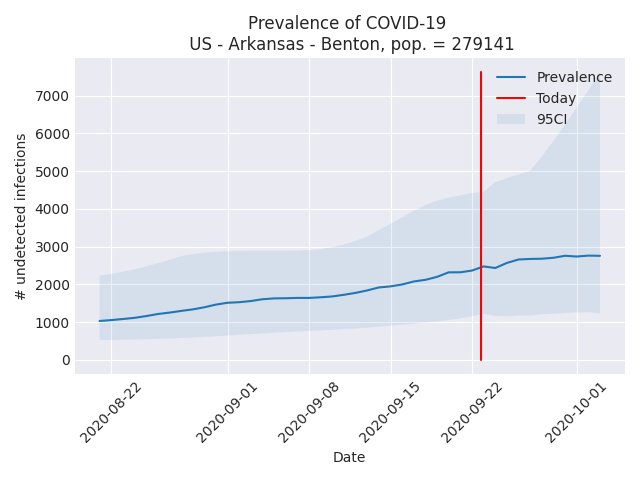 Prevalence of COVID-19
US - Arkansas - Benton, pop. = 279141
Prevalence
Today
95CI
# undetected infections
7000
6000
5000
4000
3000
2000
1000
0
2020-08-22
2020-09-01
2020-09-08
2020-09-15
2020-09-22
2020-10-01
Date